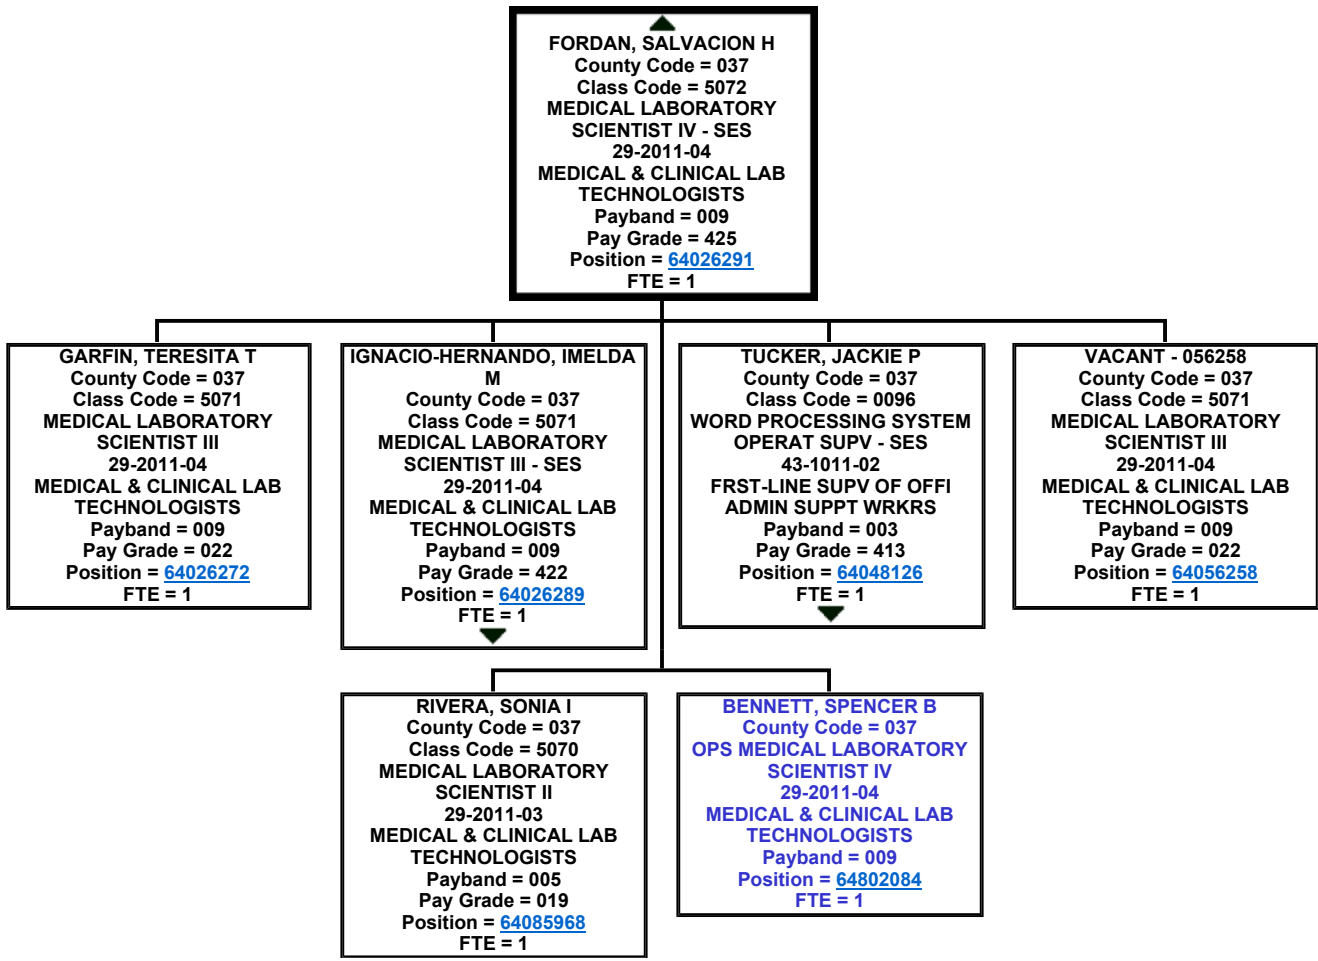 FORDAN, SALVACION H
County Code = 037
Class Code = 5072
MEDICAL LABORATORY
SCIENTIST IV - SES
29-2011-04
MEDICAL & CLINICAL LAB
TECHNOLOGISTS
Payband = 009
Pay Grade = 425
Position = 64026291
FTE = 1
GARFIN, TERESITA T
County Code = 037
Class Code = 5071
MEDICAL LABORATORY
SCIENTIST III
29-2011-04
MEDICAL & CLINICAL LAB
TECHNOLOGISTS
Payband = 009
Pay Grade = 022
Position = 64026272
FTE = 1
IGNACIO-HERNANDO, IMELDA
M
County Code = 037
Class Code = 5071
MEDICAL LABORATORY
SCIENTIST III - SES
29-2011-04
MEDICAL & CLINICAL LAB
TECHNOLOGISTS
Payband = 009
Pay Grade = 422
Position = 64026289
FTE = 1
TUCKER, JACKIE P
County Code = 037
Class Code = 0096
WORD PROCESSING SYSTEM
OPERAT SUPV - SES
43-1011-02
FRST-LINE SUPV OF OFFI
ADMIN SUPPT WRKRS
Payband = 003
Pay Grade = 413
Position = 64048126
FTE = 1
VACANT - 056258
County Code = 037
Class Code = 5071
MEDICAL LABORATORY
SCIENTIST III
29-2011-04
MEDICAL & CLINICAL LAB
TECHNOLOGISTS
Payband = 009
Pay Grade = 022
Position = 64056258
FTE = 1
RIVERA, SONIA I
County Code = 037
Class Code = 5070
MEDICAL LABORATORY
SCIENTIST II
29-2011-03
MEDICAL & CLINICAL LAB
TECHNOLOGISTS
Payband = 005
Pay Grade = 019
Position = 64085968
FTE = 1
BENNETT, SPENCER B
County Code = 037
OPS MEDICAL LABORATORY
SCIENTIST IV
29-2011-04
MEDICAL & CLINICAL LAB
TECHNOLOGISTS
Payband = 009
Position = 64802084
FTE = 1